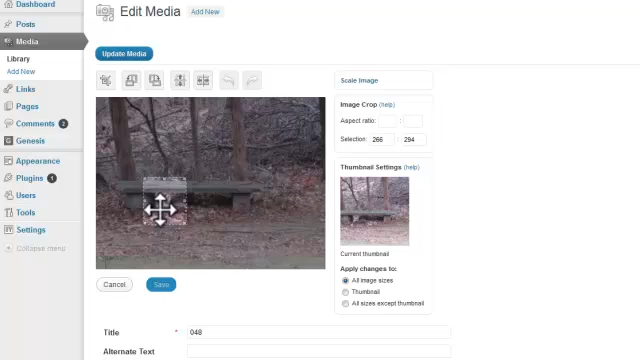 Dashboard
Edit Media Add New
Posts
Media
Update Media
Library
Add New
Links
Pages
Comments 2
Genesis
Appearance
Plugins 1
Users
Tools
Settings
Collapse menu
Scale Image
Image Crop (help)
Aspect ratio: :
Selection: 266 : 294
Thumbnail Settings (help)
Current thumbnail
Apply changes to:
All image sizes
Thumbnail
All sizes except thumbnail
Cancel Save
Title * 048
Alternate Text